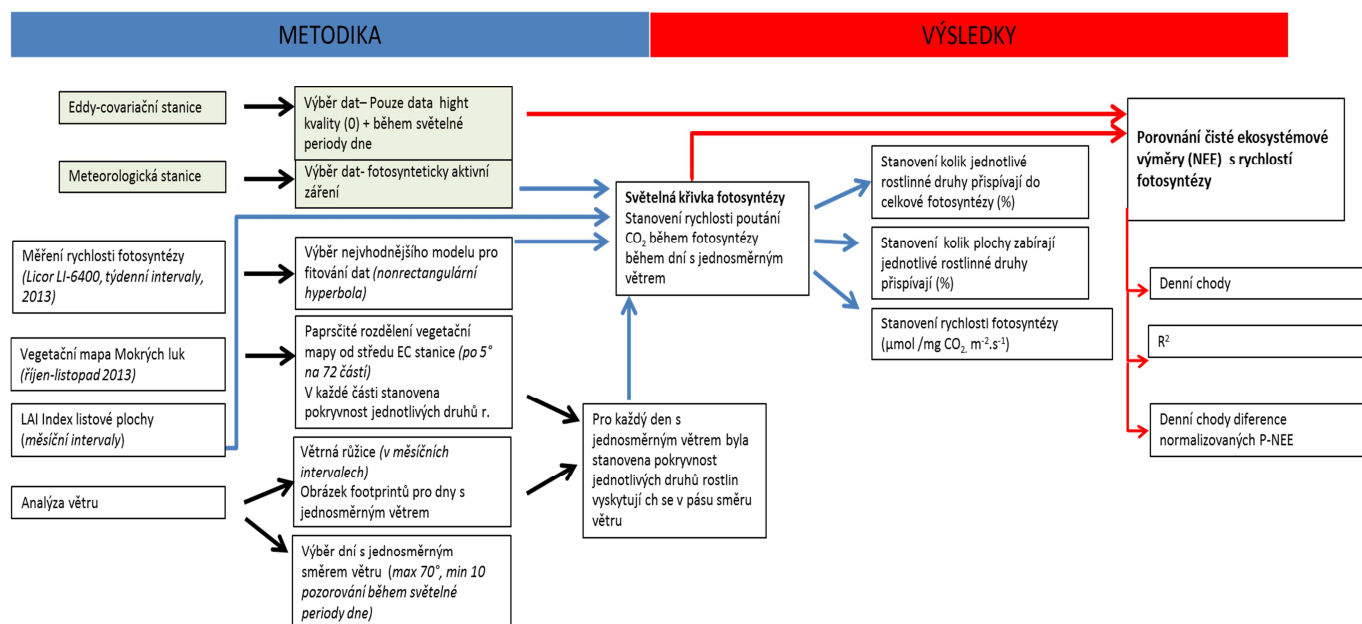 METODIKA
VÝSLEDKY
Eddy-covariační stanice
Výběr dat– Pouze data hight
kvality (0) + během světelné
periody dne
Meteorologická stanice
Výběr dat- fotosynteticky aktivní
záření
Měření rychlosti fotosyntézy
(Licor LI-6400, týdenní intervaly,
2013)
Výběr nejvhodnějšího modelu pro
fitování dat (nonrectangulární
hyperbola)
Vegetační mapa Mokrých luk
(říjen-listopad 2013)
Paprsčité rozdělení vegetační
mapy od středu EC stanice (po 5°
na 72 částí)
V každé části stanovena
pokryvnost jednotlivých druhů r.
LAI Index listové plochy
(měsíční intervaly)
Analýza větru
Větrná růžice (v měsíčních
intervalech)
Obrázek footprintů pro dny s
jednosměrným větrem
Výběr dní s jednosměrným
směrem větru (max 70°, min 10
pozorování během světelné
periody dne)
Pro každý den s
jednosměrným větrem byla
stanovena pokryvnost
jednotlivých druhů rostlin
vyskytují ch se v pásu směru
větru
Světelná křivka fotosyntézy
Stanovení rychlosti poutání
CO₂ během fotosyntézy
během dní s jednosměrným
větrem
Stanovení kolik jednotlivé
rostlinné druhy přispívají do
celkové fotosyntézy (%)
Stanovení kolik plochy zabírají
jednotlivé rostlinné druhy
přispívají (%)
Stanovení rychlosti fotosyntézy
(µmol /mg CO₂, m⁻².s⁻¹)
Porovnání čisté ekosystémové
výměry (NEE) s rychlostí
fotosyntézy
Denní chody
R²
Denní chody diference
normalizovaných P-NEE